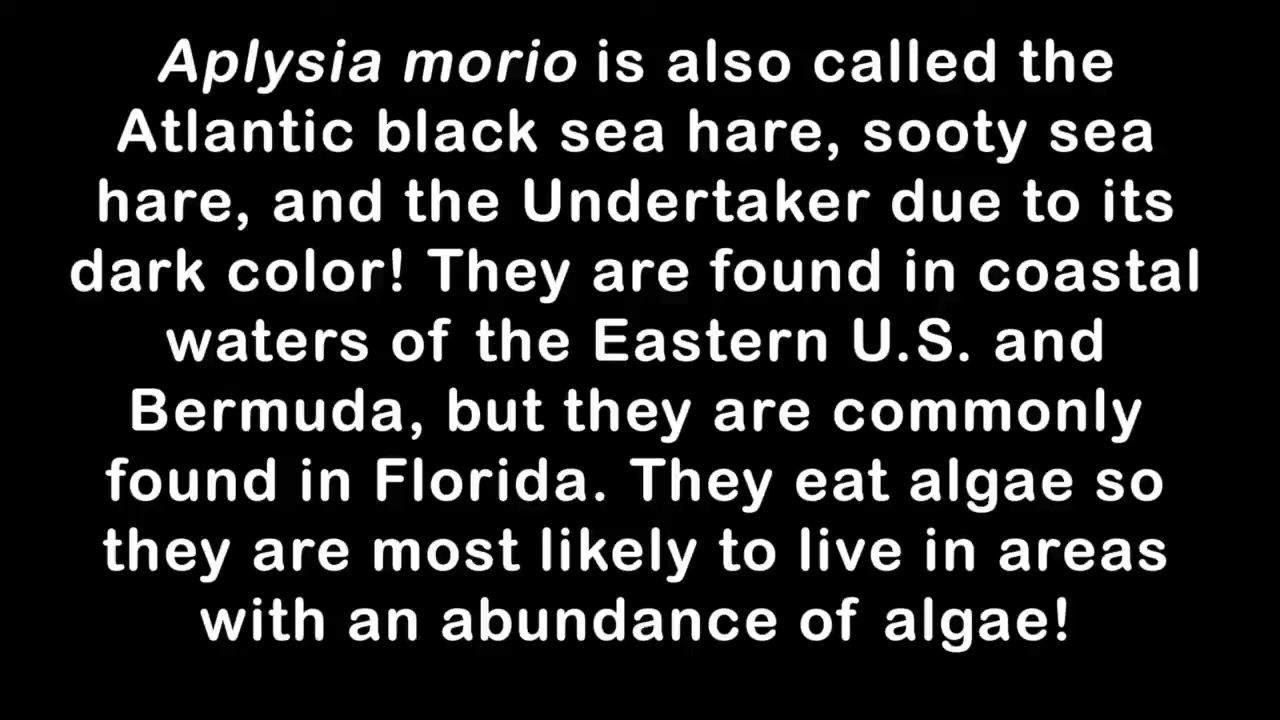 Aplysia morio is also called the
Atlantic black sea hare, sooty sea
hare, and the Undertaker due to its
dark color! They are found in coastal
waters of the Eastern U.S. and
Bermuda, but they are commonly
found in Florida. They eat algae so
they are most likely to live in areas
with an abundance of algae!